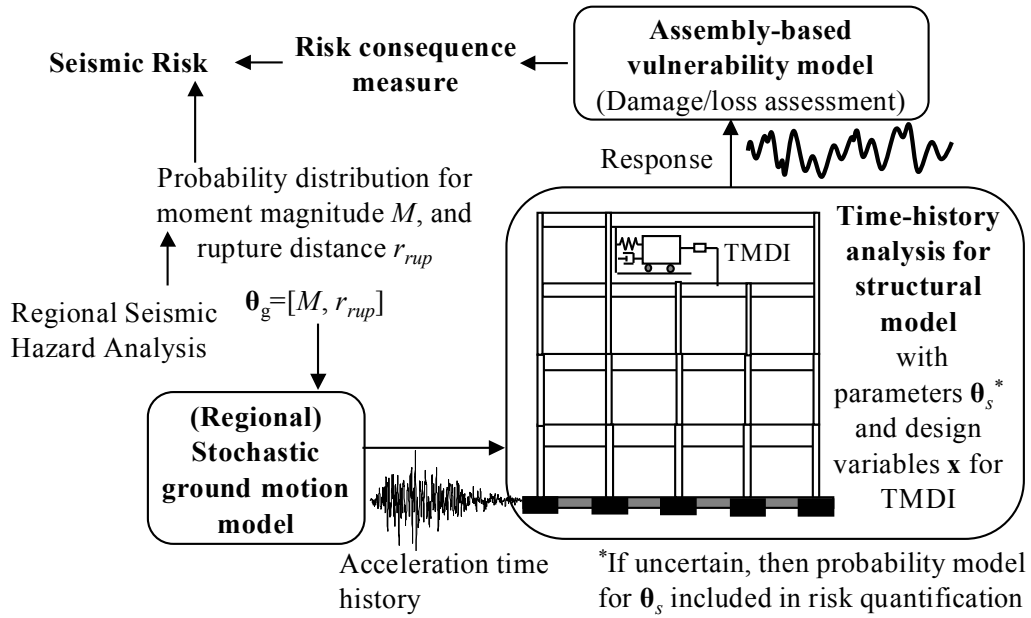 Seismic Risk
Risk consequence
measure
Assembly-based
vulnerability model
(Damage/loss assessment)
Response
Probability distribution for
moment magnitude M, and
rupture distance r_rup
Regional Seismic
Hazard Analysis
θ_g=[M, r_rup]
(Regional)
Stochastic
ground motion
model
Acceleration time
history
TMDI
Time-history
analysis for
structural
model
with
parameters θ_s*
and design
variables x for
TMDI
*If uncertain, then probability model
for θ_s included in risk quantification